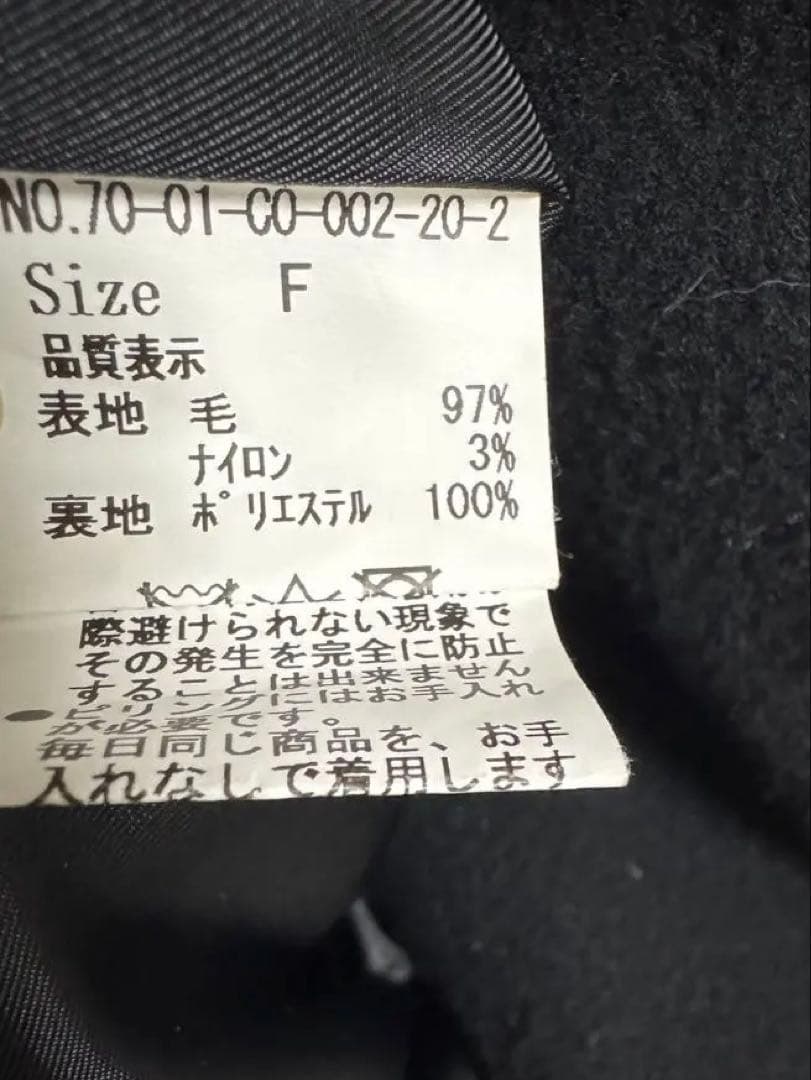 NO.70-01-CO-002-20-2
Size F
品質表示
表地 毛 97%
ナイロン 3%
裏地 ポリエステル 100%
際避けられない現象で
その発生を完全に防止
することは出来ません
ピリングにはお手入れ
が必要です。
毎日同じ商品を、お手
入れなしで着用します